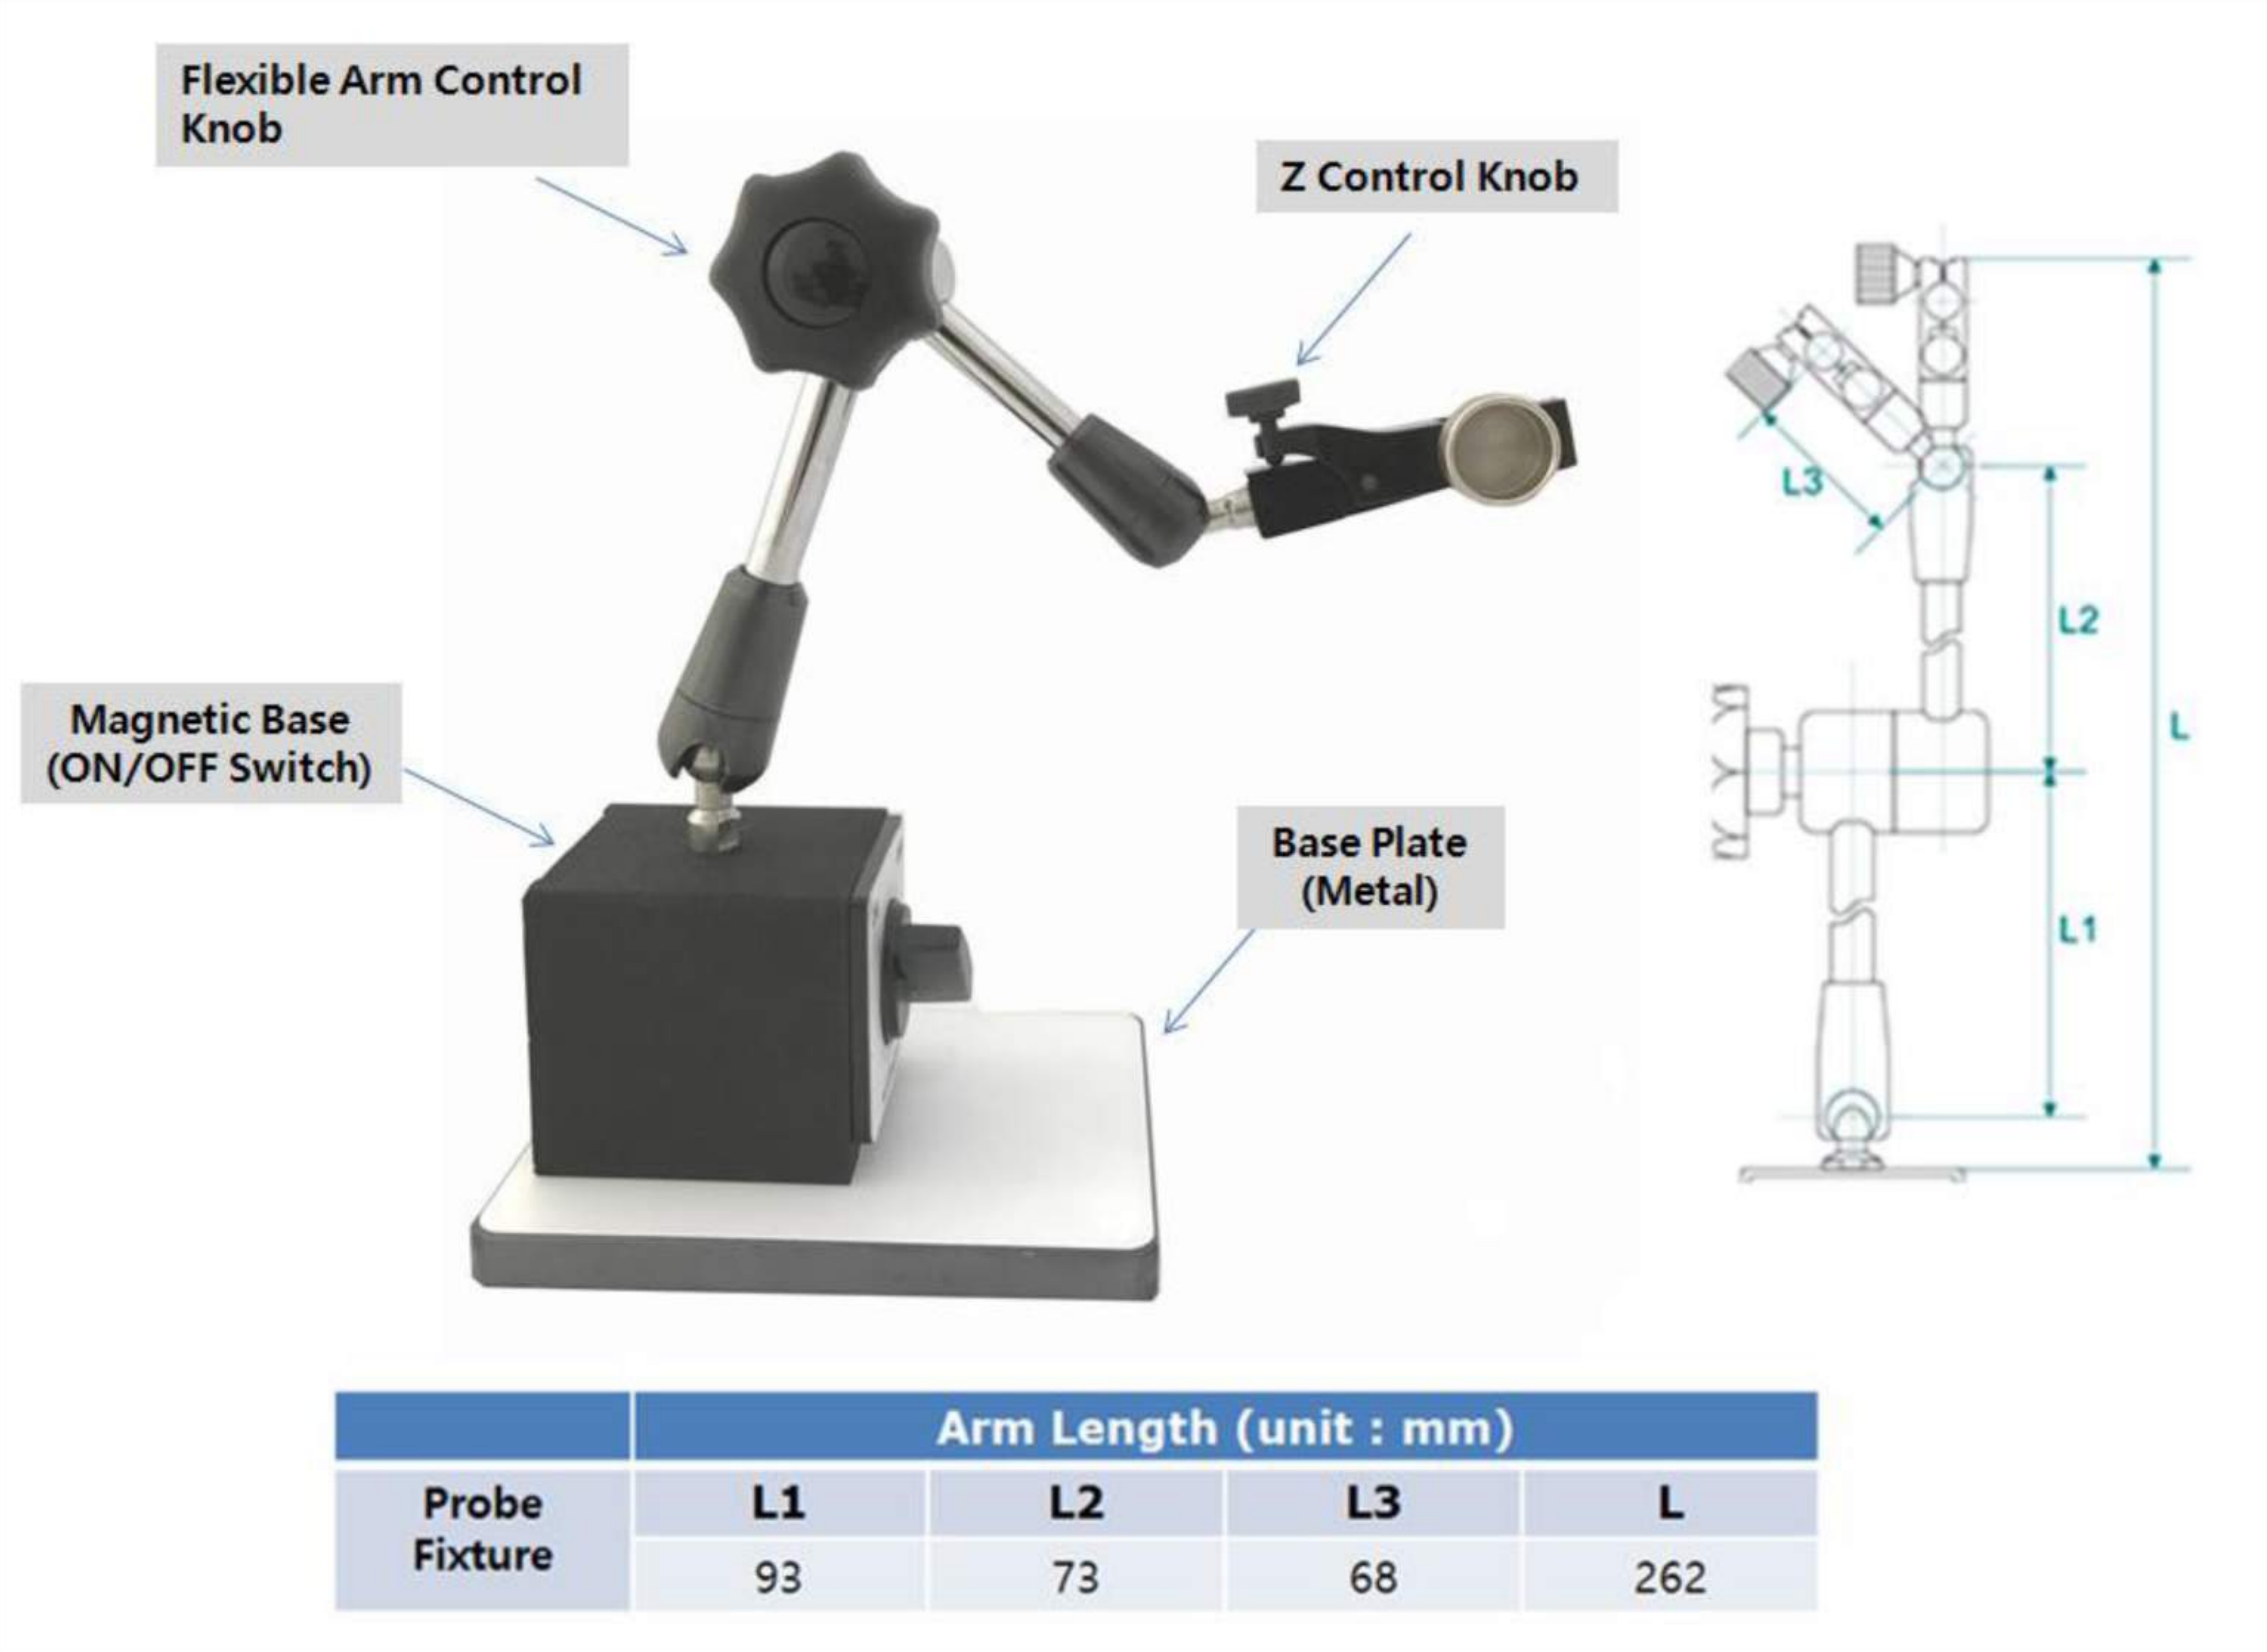 Flexible Arm Control
Knob
Z Control Knob
L3
L2
L
L1
Magnetic Base
(ON/OFF Switch)
Base Plate
(Metal)
Arm Length (unit : mm)
Probe
Fixture
L1 L2 L3 L
93 73 68 262